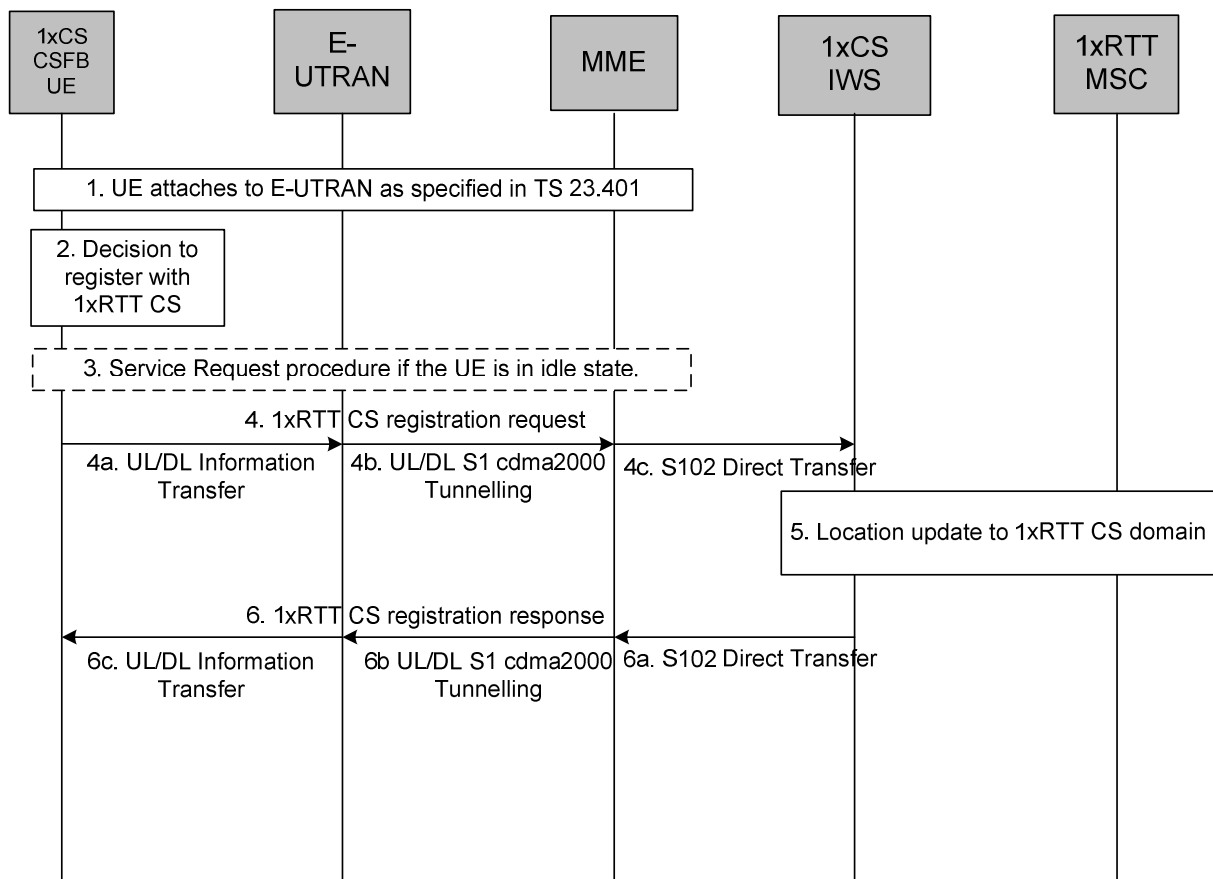 1xCS
CSFB
UE
E-
UTRAN
MME
1xCS
IWS
1xRTT
MSC
1. UE attaches to E-UTRAN as specified in TS 23.401
2. Decision to
register with
1xRTT CS
3. Service Request procedure if the UE is in idle state.
4. 1xRTT CS registration request
4a. UL/DL Information
Transfer
4b. UL/DL S1 cdma2000
Tunnelling
4c. S102 Direct Transfer
5. Location update to 1xRTT CS domain
6. 1xRTT CS registration response
6c. UL/DL Information
Transfer
6b UL/DL S1 cdma2000
Tunnelling
6a. S102 Direct Transfer